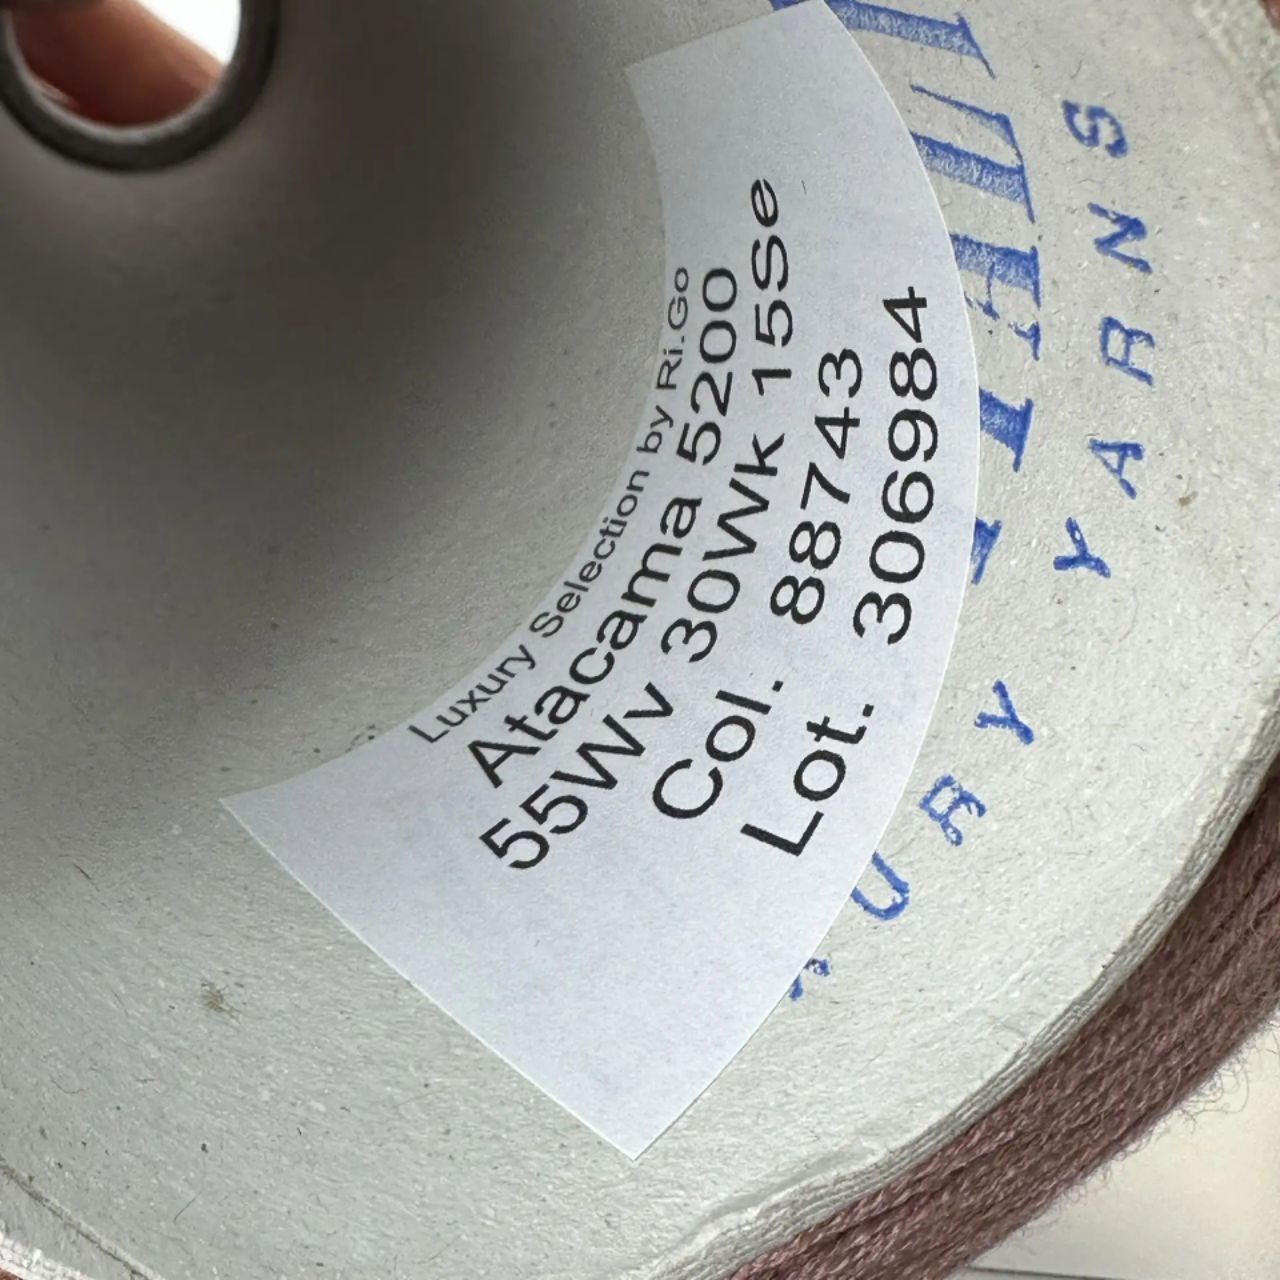 Luxury Selection by Ri.Go
Atacama 5200
55Wv 30Wk 15Se
Col. 88743
Lot. 306984
YARNS